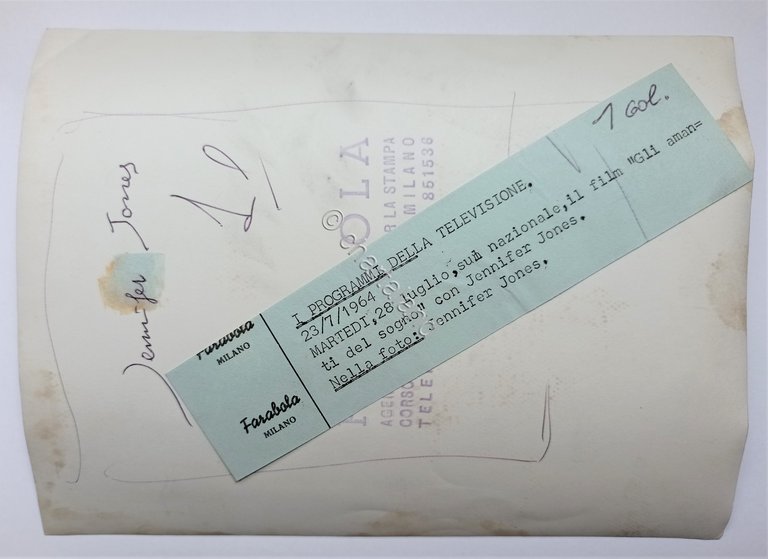 Jennifer Jones
1 Col.
I PROGRAMMI DELLA TELEVISIONE.
23/7/1964
MARTEDI, 28 luglio, sul nazionale, il film "Gli aman=
ti del sogno" con Jennifer Jones.
Nella foto: Jennifer Jones.
Farabola
MILANO
Farabola
MILANO
OLA
R LA STAMPA
MILANO
851536
CORSO
TELE